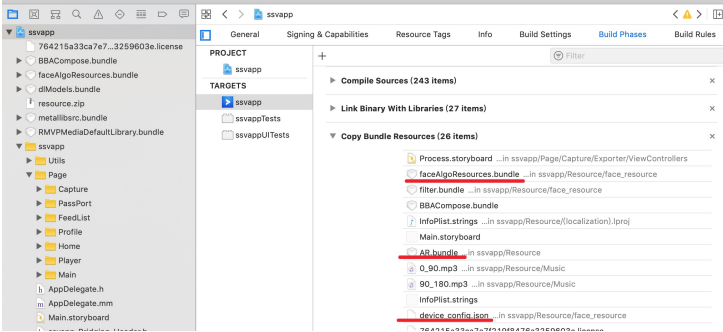 ssvapp
764215a33ca7e7...3259603e.license
BBACompose.bundle
faceAlgoResources.bundle
dlModels.bundle
resource.zip
metallibsrc.bundle
RMVPMediaDefaultLibrary.bundle
ssvapp
Utils
Page
Capture
PassPort
FeedList
Profile
Home
Player
Main
AppDelegate.h
AppDelegate.mm
Main.storyboard
ssvapp
General Signing & Capabilities Resource Tags Info Build Settings Build Phases Build Rules
PROJECT
ssvapp
TARGETS
ssvapp
ssvappTests
ssvappUITests
Filter
Compile Sources (243 items)
Link Binary With Libraries (27 items)
Copy Bundle Resources (26 items)
Process.storyboard ...in ssvapp/Page/Capture/Exporter/ViewControllers
faceAlgoResources.bundle ...in ssvapp/Resource/face_resource
filter.bundle ...in ssvapp/Resource/face_resource
BBACompose.bundle
InfoPlist.strings ...in ssvapp/Resource/(localization).lproj
Main.storyboard
AR.bundle ...in ssvapp/Resource
0_90.mp3 ...in ssvapp/Resource/Music
90_180.mp3 ...in ssvapp/Resource/Music
InfoPlist.strings
device_config.json ...in ssvapp/Resource/face_resource